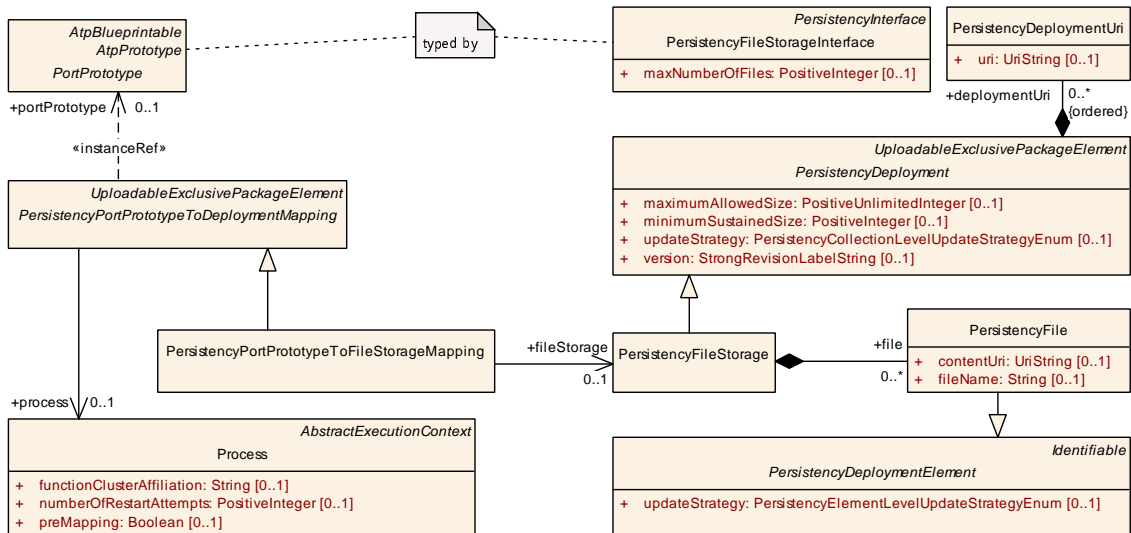 AtpBlueprintable
AtpPrototype
PortPrototype
typed by
PersistencyInterface
PersistencyFileStorageInterface
+ maxNumberOfFiles: PositiveInteger [0..1]
PersistencyDeploymentUri
+ uri: UriString [0..1]
+portPrototype
0..1
«instanceRef»
+deploymentUri
0..*
{ordered}
UploadableExclusivePackageElement
PersistencyPortPrototypeToDeploymentMapping
UploadableExclusivePackageElement
PersistencyDeployment
+ maximumAllowedSize: PositiveUnlimitedInteger [0..1]
+ minimumSustainedSize: PositiveInteger [0..1]
+ updateStrategy: PersistencyCollectionLevelUpdateStrategyEnum [0..1]
+ version: StrongRevisionLabelString [0..1]
PersistencyPortPrototypeToFileStorageMapping
+fileStorage
0..1
PersistencyFileStorage
+file
0..*
PersistencyFile
+ contentUri: UriString [0..1]
+ fileName: String [0..1]
+process
0..1
AbstractExecutionContext
Process
+ functionClusterAffiliation: String [0..1]
+ numberOfRestartAttempts: PositiveInteger [0..1]
+ preMapping: Boolean [0..1]
Identifiable
PersistencyDeploymentElement
+ updateStrategy: PersistencyElementLevelUpdateStrategyEnum [0..1]